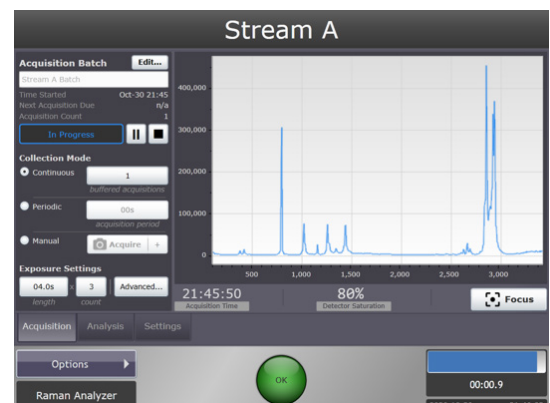 Stream A
Acquisition Batch Edit...
Stream A Batch
Time Started Oct-30 21:45
Next Acquisition Due n/a
Acquisition Count 1
In Progress
Collection Mode
Continuous 1
buffered acquisitions
Periodic 00s
acquisition period
Manual Acquire +
Exposure Settings
04.0s x 3 Advanced...
length count
400,000
300,000
200,000
100,000
0
500 1,000 1,500 2,000 2,500 3,000
21:45:50 80% Focus
Acquisition Time Detector Saturation
Acquisition Analysis Settings
Options
OK
00:00.9
Raman Analyzer